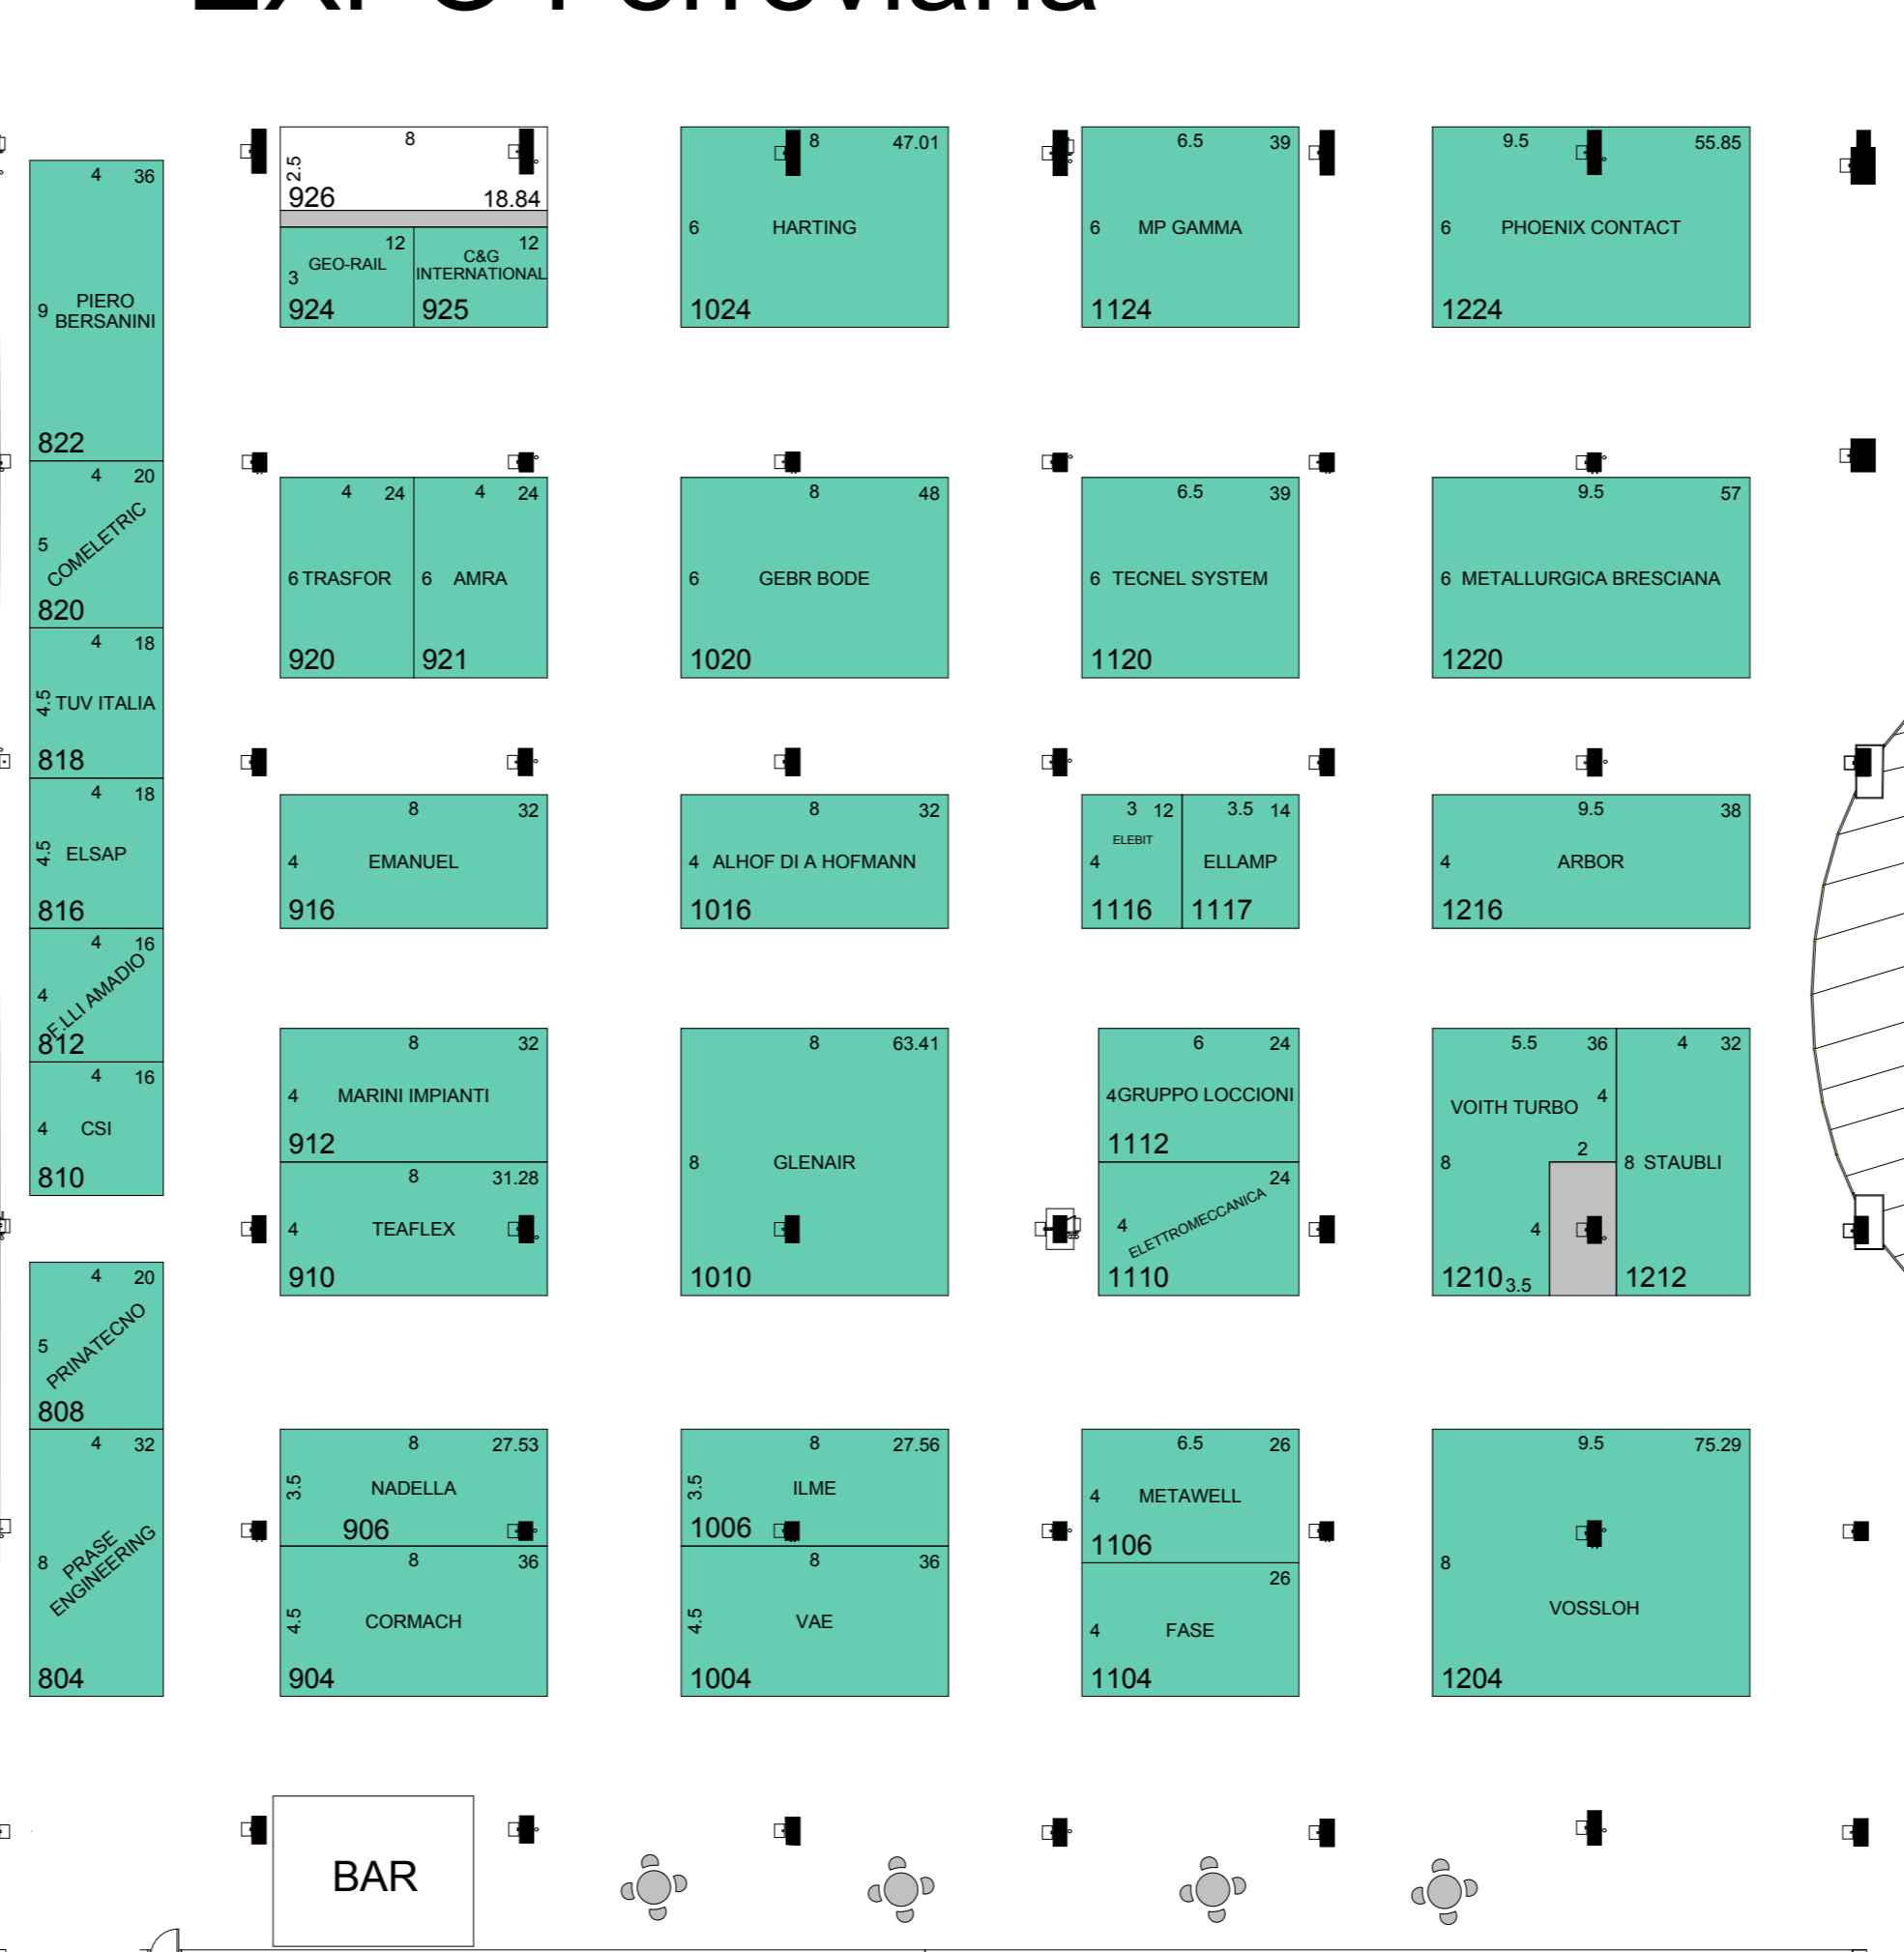 EXPO Ferroviaria
4 36
9
PIERO
BERSANINI
822
4 20
5
COMELETRIC
820
4 18
4.5
TUV ITALIA
818
4 18
4.5
ELSAP
816
4 16
4
F.LLI AMADIO
812
4 16
4 CSI
810
4 20
5
PRINATECNO
808
4 32
8
PRASE
ENGINEERING
804
8
2.5
926 18.84
12
GEO-RAIL
3
924
12
C&G
INTERNATIONAL
925
4 24
6 TRASFOR
920
4 24
6 AMRA
921
8 32
4 EMANUEL
916
8 32
4 MARINI IMPIANTI
912
8 31.28
4 TEAFLEX
910
8 27.53
3.5 NADELLA
906
8 36
4.5 CORMACH
904
8 47.01
6 HARTING
1024
8 48
6 GEBR BODE
1020
8 32
4 ALHOF DI A HOFMANN
1016
8 63.41
8 GLENAIR
1010
8 27.56
3.5 ILME
1006
8 36
4.5 VAE
1004
6.5 39
6 MP GAMMA
1124
6.5 39
6 TECNEL SYSTEM
1120
3 12
ELEBIT
4
1116
3.5 14
ELLAMP
1117
6 24
4 GRUPPO LOCCIONI
1112
24
4 ELETTROMECCANICA
1110
6.5 26
4 METAWELL
1106
26
4 FASE
1104
9.5 55.85
6 PHOENIX CONTACT
1224
9.5 57
6 METALLURGICA BRESCIANA
1220
9.5 38
4 ARBOR
1216
5.5 36
VOITH TURBO 4
2
8
4
1210 3.5
4 32
8 STAUBLI
1212
9.5 75.29
8
VOSSLOH
1204
BAR